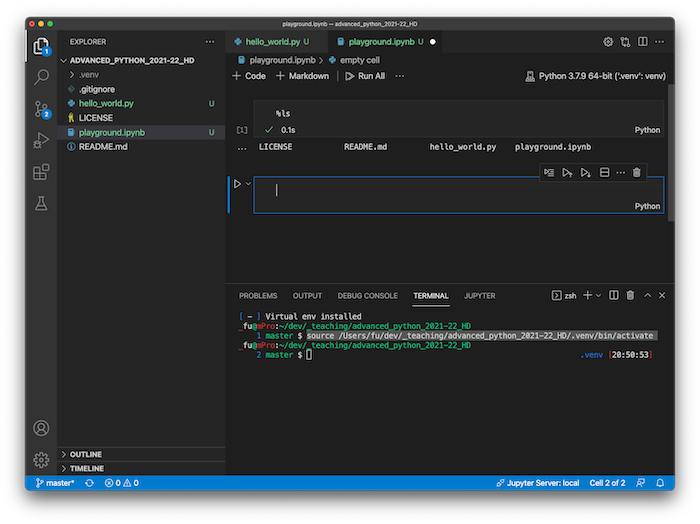 playground.ipynb — advanced_python_2021-22_HD
EXPLORER ···
ADVANCED_PYTHON_2021-22_HD
.venv
.gitignore
hello_world.py U
LICENSE
playground.ipynb U
README.md
OUTLINE
TIMELINE
1
2
hello_world.py U playground.ipynb U
playground.ipynb > empty cell
+ Code + Markdown Run All ··· Python 3.7.9 64-bit ('.venv': venv)
%ls
[1] 0.1s Python
... LICENSE README.md hello_world.py playground.ipynb
Python
PROBLEMS OUTPUT DEBUG CONSOLE TERMINAL JUPYTER zsh
[ — ] Virtual env installed
_fu@mPro:~/dev/_teaching/advanced_python_2021-22_HD
1 master $ source /Users/fu/dev/_teaching/advanced_python_2021-22_HD/.venv/bin/activate
_fu@mPro:~/dev/_teaching/advanced_python_2021-22_HD
2 master $ .venv |20:50:53]
master* 0 0 Jupyter Server: local Cell 2 of 2